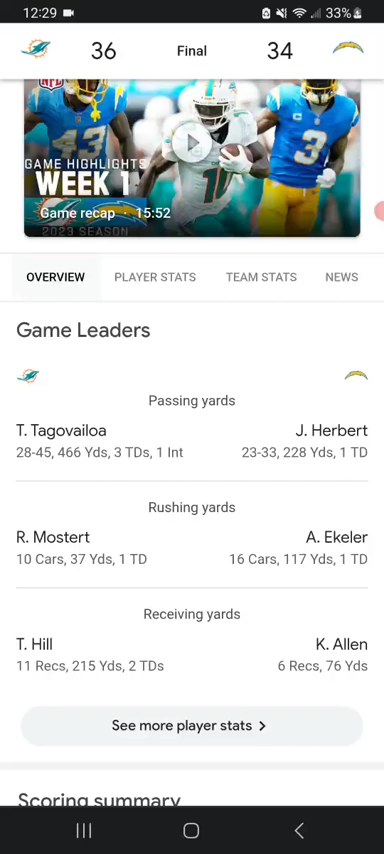 12:29
33%
36 Final 34
NFL
43
3
10
GAME HIGHLIGHTS
WEEK 1
Game recap · 15:52
2023 SEASON
OVERVIEW PLAYER STATS TEAM STATS NEWS
Game Leaders
Passing yards
T. Tagovailoa J. Herbert
28-45, 466 Yds, 3 TDs, 1 Int 23-33, 228 Yds, 1 TD
Rushing yards
R. Mostert A. Ekeler
10 Cars, 37 Yds, 1 TD 16 Cars, 117 Yds, 1 TD
Receiving yards
T. Hill K. Allen
11 Recs, 215 Yds, 2 TDs 6 Recs, 76 Yds
See more player stats
Scoring summary